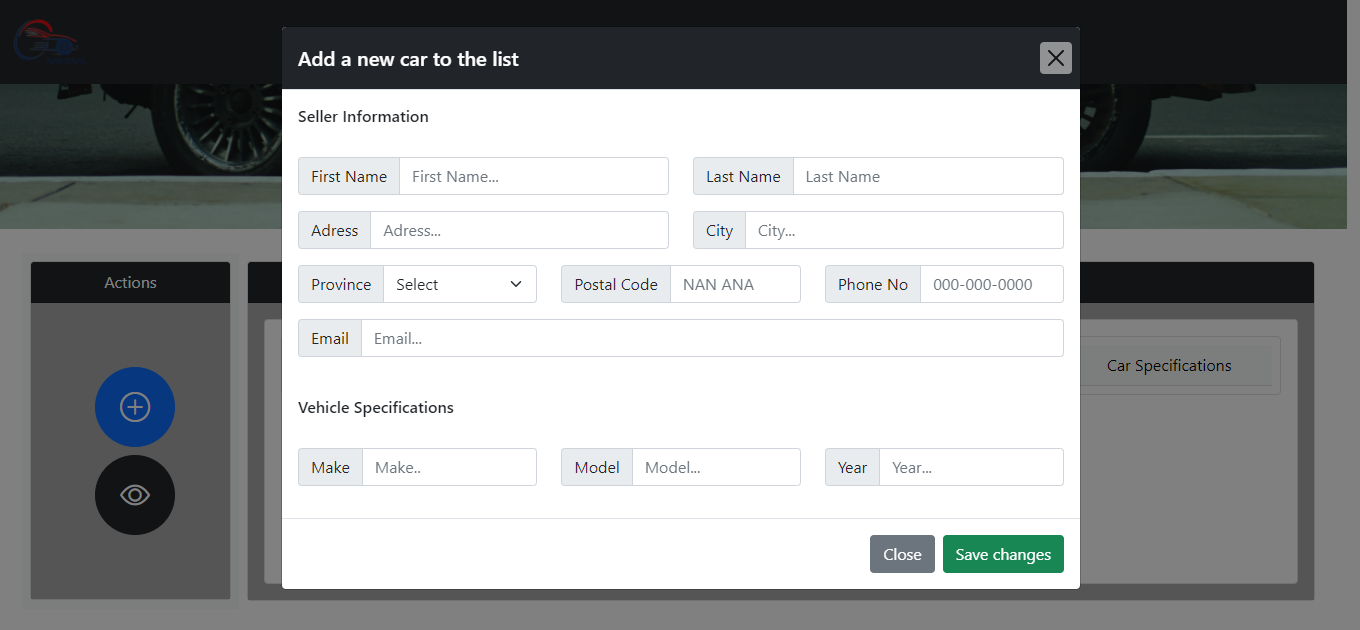 Add a new car to the list
Seller Information
First Name First Name... Last Name Last Name
Adress Adress... City City...
Province Select Postal Code NAN ANA Phone No 000-000-0000
Email Email...
Vehicle Specifications
Make Make.. Model Model... Year Year...
Close Save changes
Actions
Car Specifications